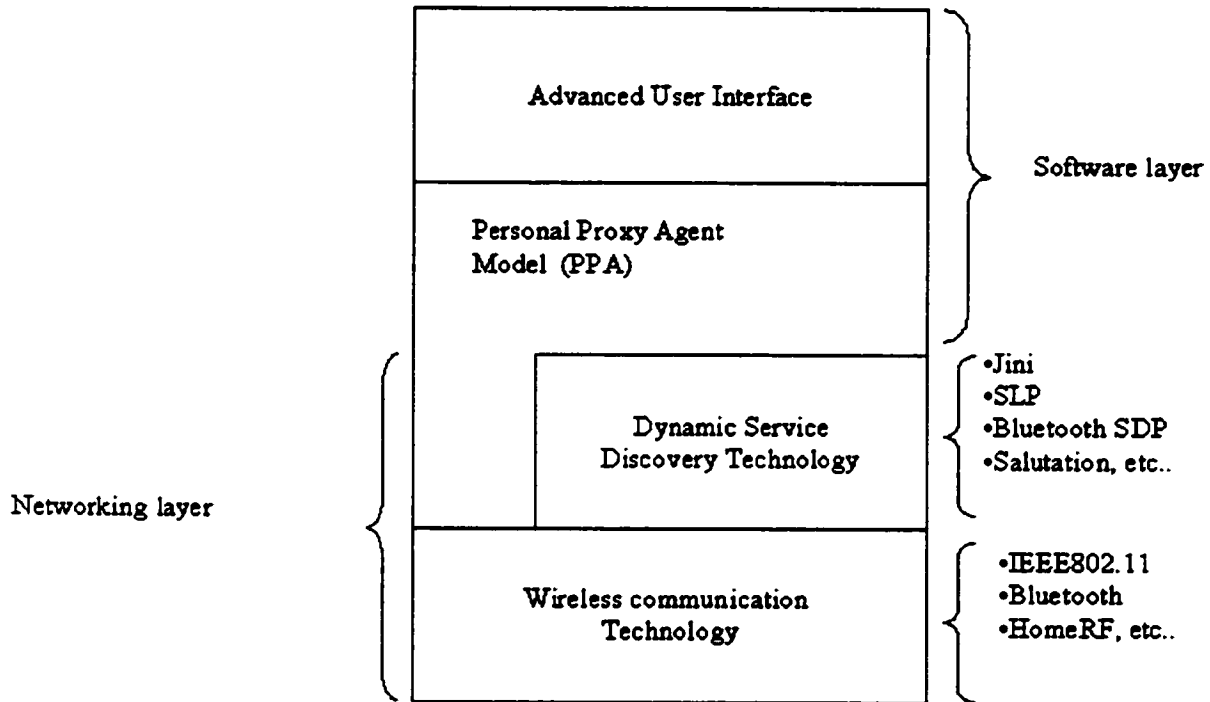 Advanced User Interface
Software layer
Personal Proxy Agent
Model (PPA)
•Jini
•SLP
Dynamic Service
•Bluetooth SDP
Discovery Technology
•Salutation, etc..
Networking layer
•IEEE802.11
Wireless communication
•Bluetooth
Technology
•HomeRF, etc..